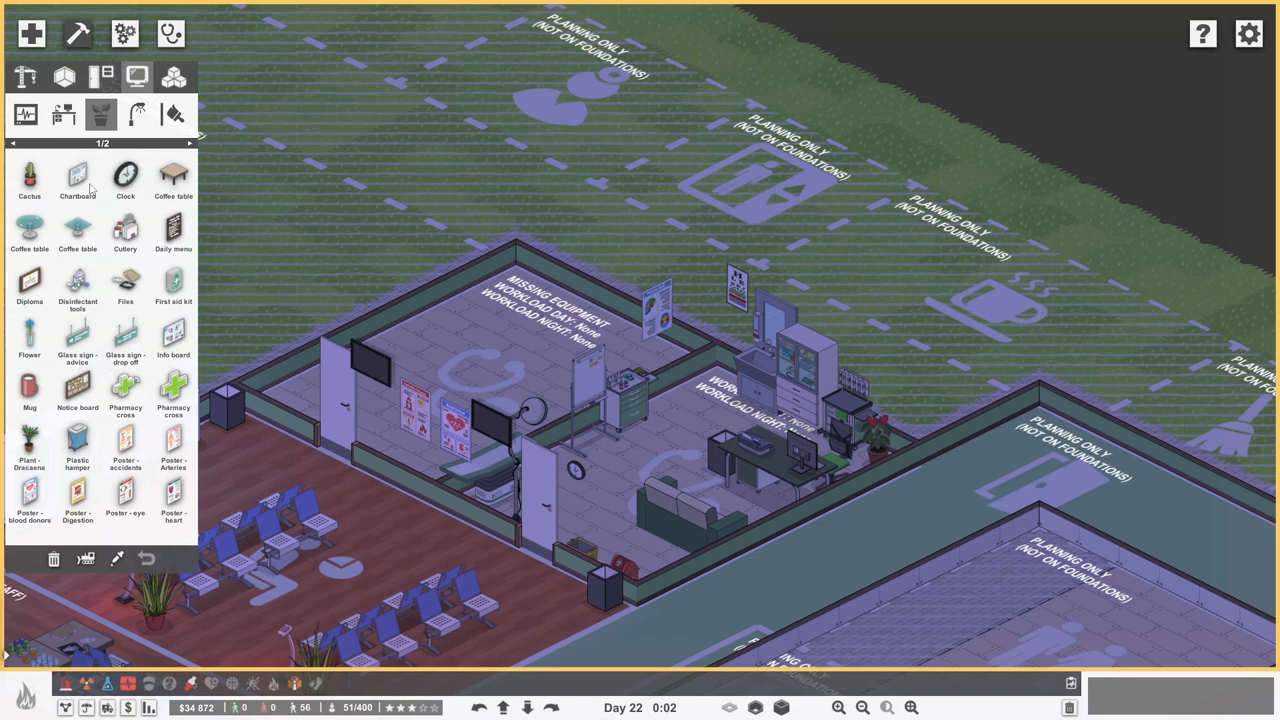 PLANNING ONLY
(NOT ON FOUNDATIONS)
PLANNING ONLY
(NOT ON FOUNDATIONS)
PLANNING ONLY
(NOT ON FOUNDATIONS)
1/2
Cactus
Chartboard
Clock
Coffee table
Coffee table
Coffee table
Cutlery
Daily menu
Diploma
Disinfectant
tools
Files
First aid kit
Flower
Glass sign -
advice
Glass sign -
drop off
Info board
Mug
Notice board
Pharmacy
cross
Pharmacy
cross
Plant -
Dracaena
Plastic
hamper
Poster -
accidents
Poster -
Arteries
Poster -
blood donors
Poster -
Digestion
Poster - eye
Poster -
heart
MISSING EQUIPMENT
WORKLOAD DAY: None
WORKLOAD NIGHT: None
WORKLOAD NIGHT: None
PLANNING ONLY
(NOT ON FOUNDATIONS)
PLANNING ONLY
(NOT ON FOUNDATIONS)
$34 872
0
0
56
51/400
Day 22 0:02